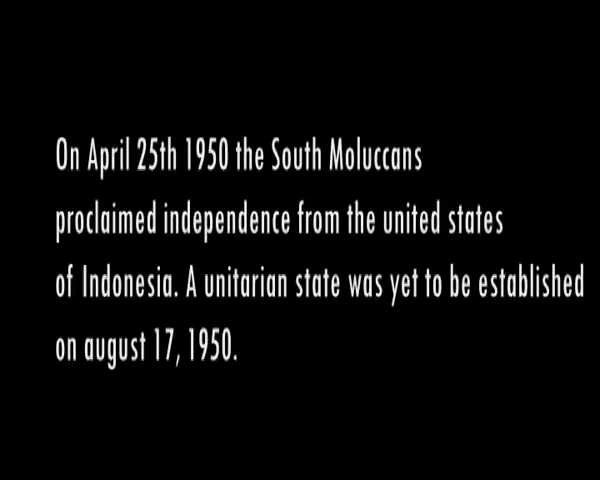 On April 25th 1950 the South Moluccans
proclaimed independence from the united states
of Indonesia. A unitarian state was yet to be established
on august 17, 1950.